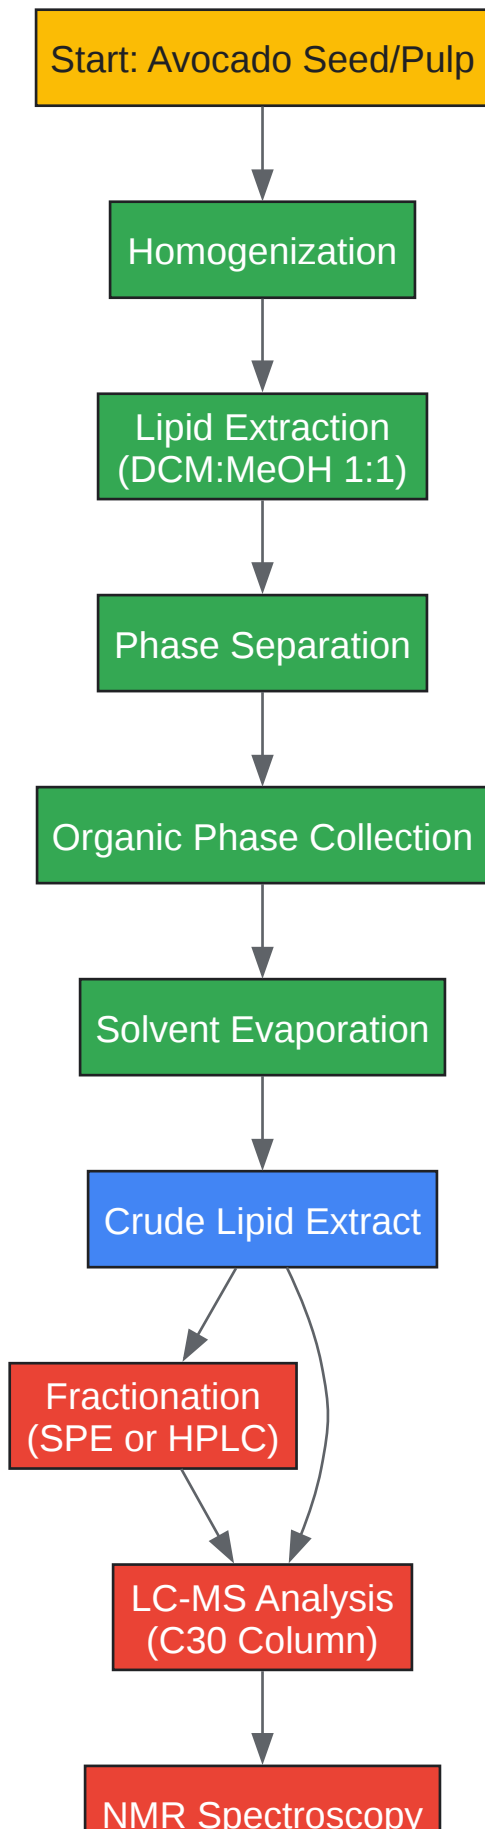 Start: Avocado Seed/Pulp
Homogenization
Lipid Extraction
(DCM:MeOH 1:1)
Phase Separation
Organic Phase Collection
Solvent Evaporation
Crude Lipid Extract
Fractionation
(SPE or HPLC)
LC-MS Analysis
(C30 Column)
NMR Spectroscopy